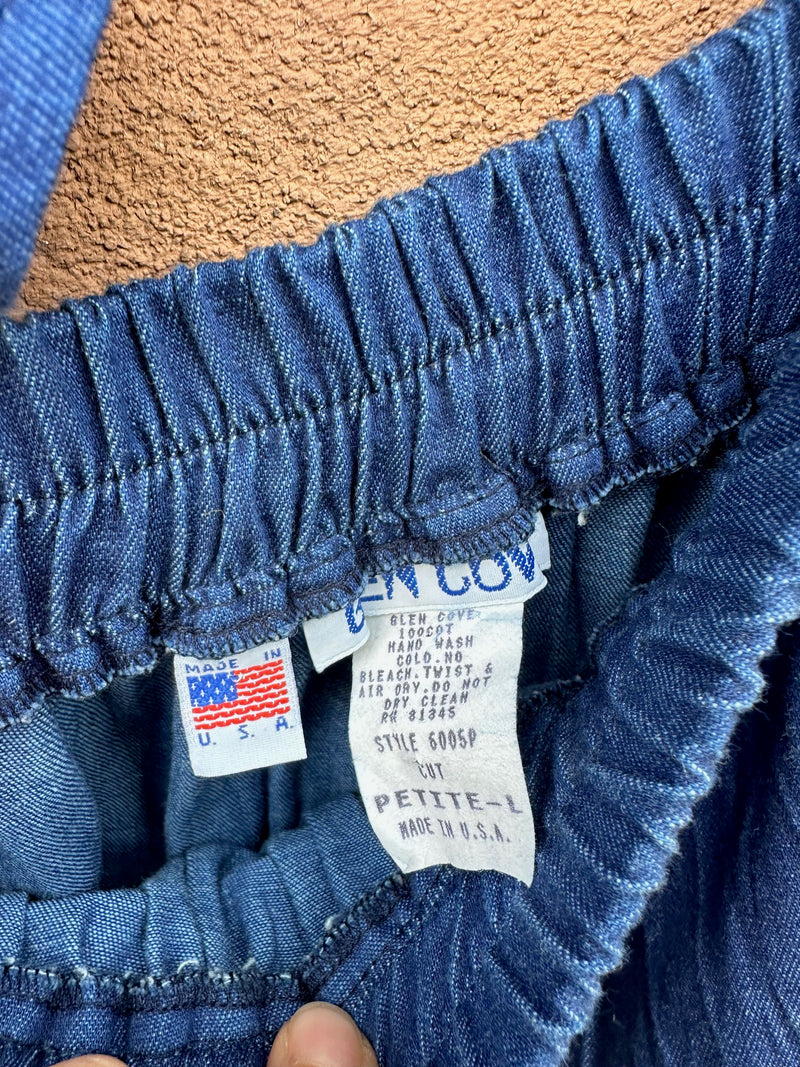 GLEN COV
MADE IN
U. S. A.
GLEN COVE
100COT
HAND WASH
COLD.NO
BLEACH.TWIST &
AIR DRY.DO NOT
DRY CLEAN
RN 81345
STYLE 6005P
CUT
PETITE-L
MADE IN U.S.A.